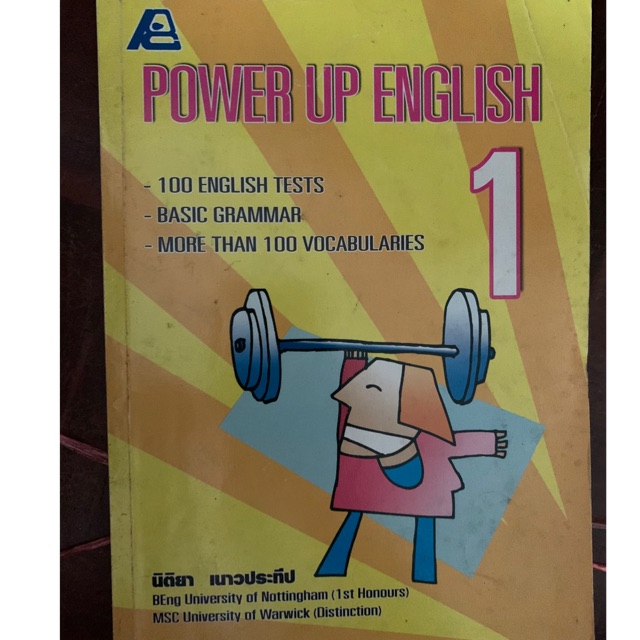 POWER UP ENGLISH
1
- 100 ENGLISH TESTS
- BASIC GRAMMAR
- MORE THAN 100 VOCABULARIES
นิติยา เนาวประทีป
BEng University of Nottingham (1st Honours)
MSC University of Warwick (Distinction)